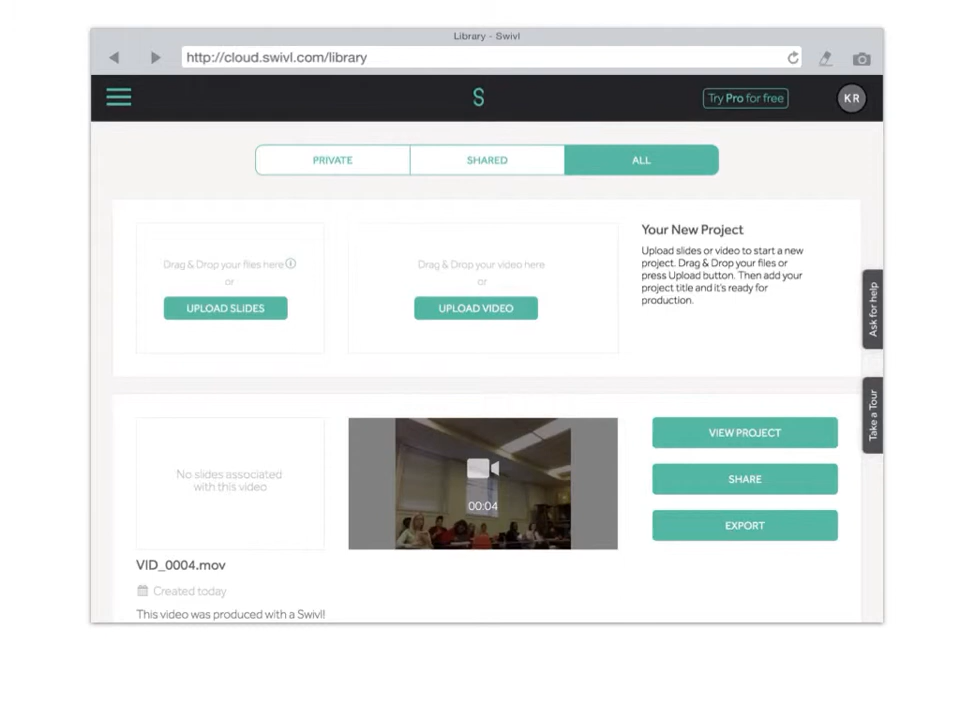 Library - Swivl
http://cloud.swivl.com/library
S
Try Pro for free
KR
PRIVATE
SHARED
ALL
Drag & Drop your files here
or
UPLOAD SLIDES
Drag & Drop your video here
or
UPLOAD VIDEO
Your New Project
Upload slides or video to start a new
project. Drag & Drop your files or
press Upload button. Then add your
project title and it's ready for
production.
Ask for help
Take a Tour
No slides associated
with this video
00:04
VIEW PROJECT
SHARE
EXPORT
VID_0004.mov
Created today
This video was produced with a Swivl!